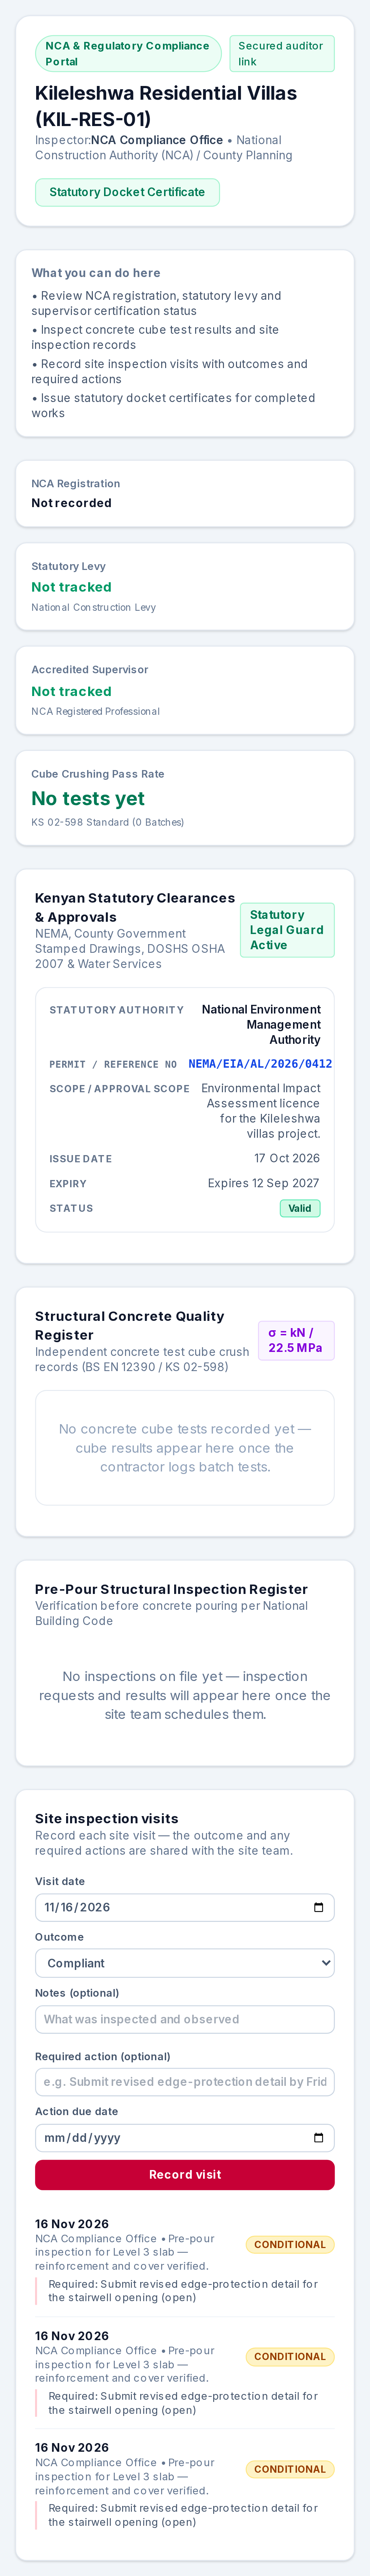 NCA & Regulatory Compliance
Portal
Secured auditor
link
Kileleshwa Residential Villas
(KIL-RES-01)
Inspector:NCA Compliance Office • National
Construction Authority (NCA) / County Planning
Statutory Docket Certificate
What you can do here
• Review NCA registration, statutory levy and
supervisor certification status
• Inspect concrete cube test results and site
inspection records
• Record site inspection visits with outcomes and
required actions
• Issue statutory docket certificates for completed
works
NCA Registration
Not recorded
Statutory Levy
Not tracked
National Construction Levy
Accredited Supervisor
Not tracked
NCA Registered Professional
Cube Crushing Pass Rate
No tests yet
KS 02-598 Standard (0 Batches)
Kenyan Statutory Clearances
& Approvals
NEMA, County Government
Stamped Drawings, DOSHS OSHA
2007 & Water Services
Statutory
Legal Guard
Active
STATUTORY AUTHORITY
National Environment
Management
Authority
PERMIT / REFERENCE NO
NEMA/EIA/AL/2026/0412
SCOPE / APPROVAL SCOPE
Environmental Impact
Assessment licence
for the Kileleshwa
villas project.
ISSUE DATE
17 Oct 2026
EXPIRY
Expires 12 Sep 2027
STATUS
Valid
Structural Concrete Quality
Register
Independent concrete test cube crush
records (BS EN 12390 / KS 02-598)
σ = kN /
22.5 MPa
No concrete cube tests recorded yet —
cube results appear here once the
contractor logs batch tests.
Pre-Pour Structural Inspection Register
Verification before concrete pouring per National
Building Code
No inspections on file yet — inspection
requests and results will appear here once the
site team schedules them.
Site inspection visits
Record each site visit — the outcome and any
required actions are shared with the site team.
Visit date
11/16/2026
Outcome
Compliant
Notes (optional)
What was inspected and observed
Required action (optional)
e.g. Submit revised edge-protection detail by Frid
Action due date
mm/dd/yyyy
Record visit
16 Nov 2026
NCA Compliance Office • Pre-pour
inspection for Level 3 slab —
reinforcement and cover verified.
CONDITIONAL
Required: Submit revised edge-protection detail for
the stairwell opening (open)
16 Nov 2026
NCA Compliance Office • Pre-pour
inspection for Level 3 slab —
reinforcement and cover verified.
CONDITIONAL
Required: Submit revised edge-protection detail for
the stairwell opening (open)
16 Nov 2026
NCA Compliance Office • Pre-pour
inspection for Level 3 slab —
reinforcement and cover verified.
CONDITIONAL
Required: Submit revised edge-protection detail for
the stairwell opening (open)